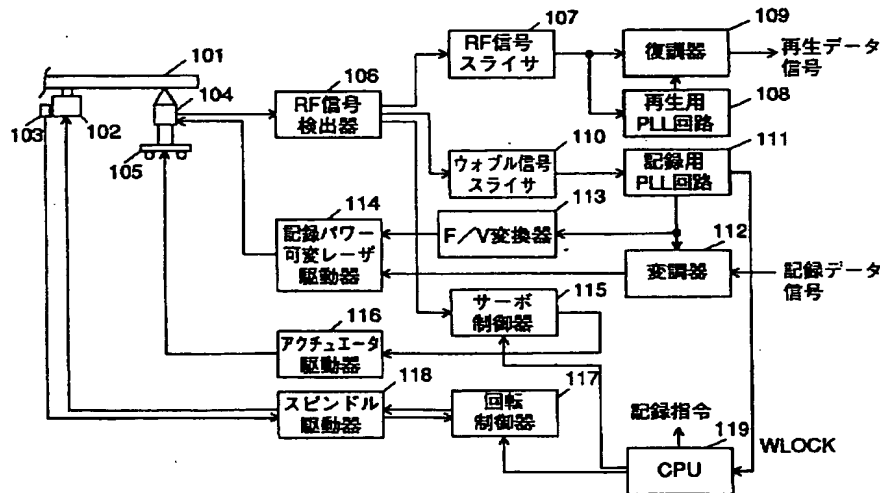 107
RF信号
スライサ
109
復調器
再生データ
信号
101
106
RF信号
検出器
104
103
102
105
108
再生用
PLL回路
110
ウォブル信号
スライサ
111
記録用
PLL回路
114
記録パワー
可変レーザ
駆動器
113
F/V変換器
112
変調器
記録データ
信号
115
サーボ
制御器
116
アクチュエータ
駆動器
118
スピンドル
駆動器
117
回転
制御器
記録指令
119
CPU
WLOCK